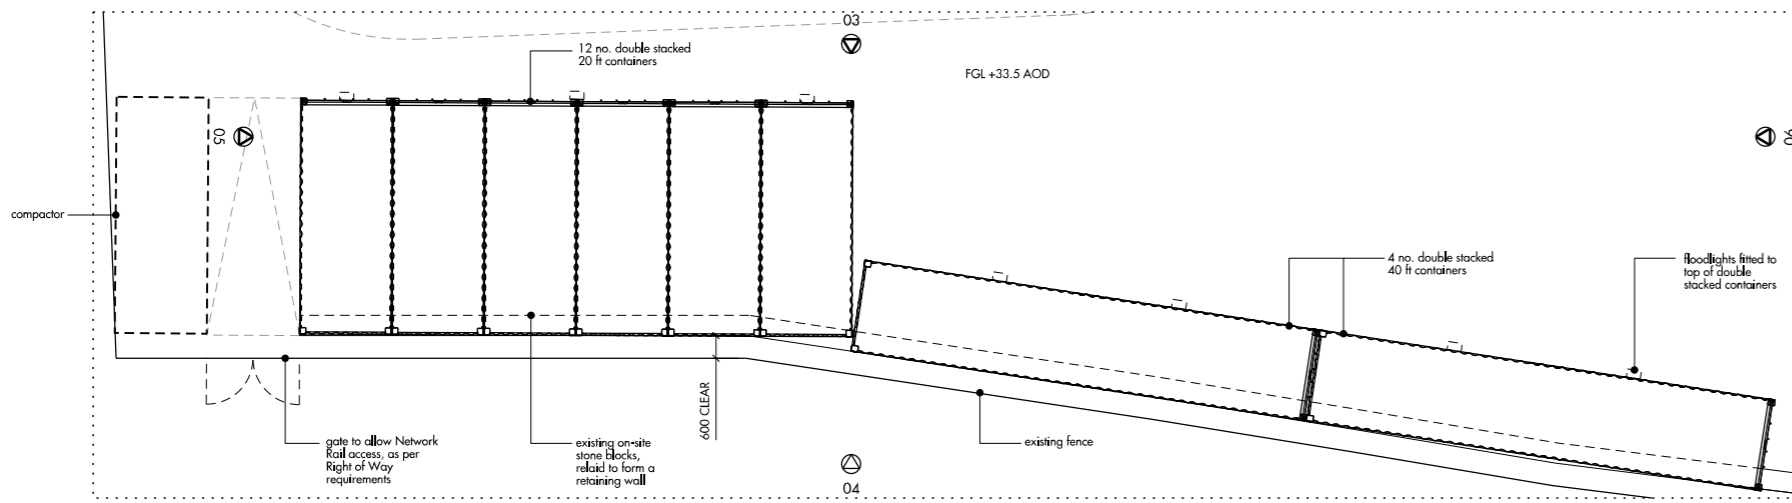 03
12 no. double stacked
20 ft containers
FGL +33.5 AOD
05
06
compactor
4 no. double stacked
40 ft containers
floodlights fitted to
top of double
stacked containers
600 CLEAR
gate to allow Network
Rail access, as per
Right of Way
requirements
existing on-site
stone blocks,
relaid to form a
retaining wall
existing fence
04